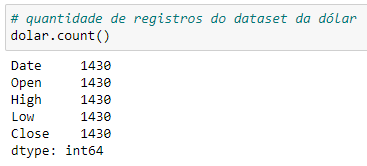 # quantidade de registros do dataset da dólar
dolar.count()
Date 1430
Open 1430
High 1430
Low 1430
Close 1430
dtype: int64